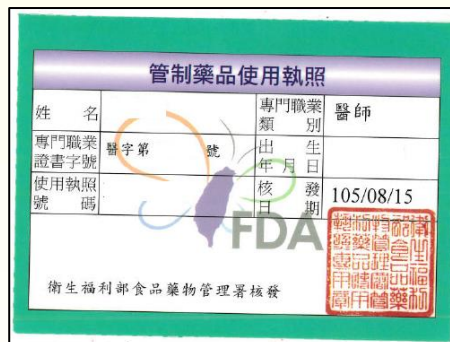 管制藥品使用執照
姓 名
專門職業類別 醫師
專門職業證書字號 醫字第 號
出生年月日
使用執照號碼
核發日期 105/08/15
FDA
衛生福利部食品藥物管理署核發